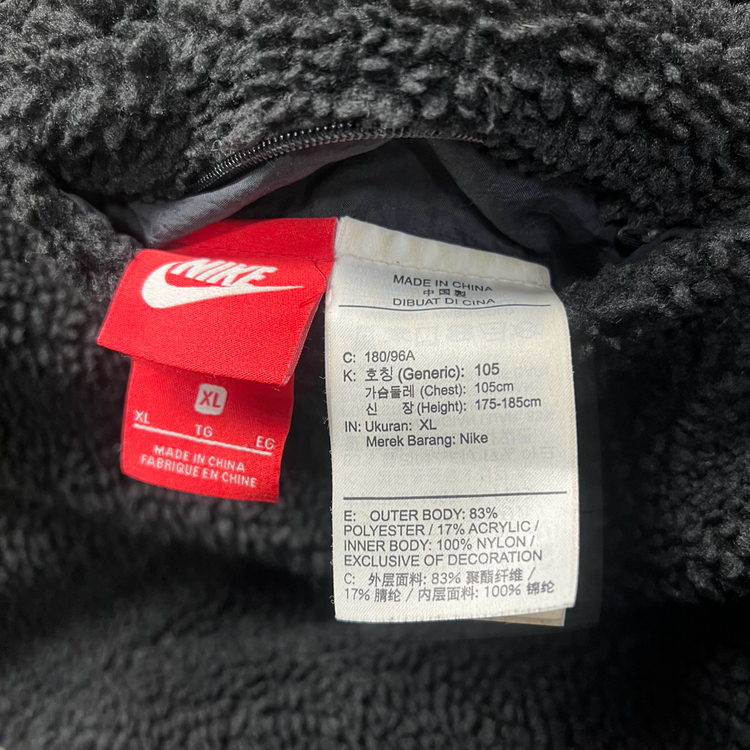 NIKE
XL
XL TG EG
MADE IN CHINA
FABRIQUE EN CHINE
MADE IN CHINA
中国製
DIBUAT DI CINA
C: 180/96A
K: 호칭 (Generic): 105
가슴둘레 (Chest): 105cm
신 장 (Height): 175-185cm
IN: Ukuran: XL
Merek Barang: Nike
E: OUTER BODY: 83%
POLYESTER / 17% ACRYLIC /
INNER BODY: 100% NYLON /
EXCLUSIVE OF DECORATION
C: 外层面料: 83% 聚酯纤维 /
17% 腈纶 / 内层面料: 100% 锦纶